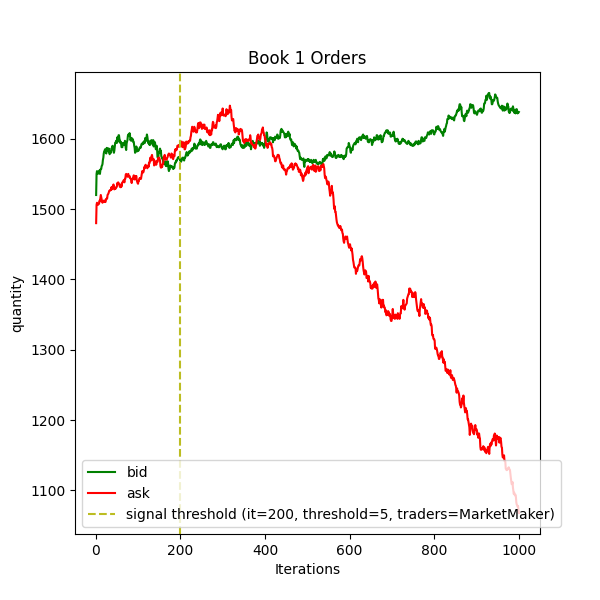 Book 1 Orders
quantity
1600
1500
1400
1300
1200
1100
bid
ask
signal threshold (it=200, threshold=5, traders=MarketMaker)
0 200 400 600 800 1000
Iterations